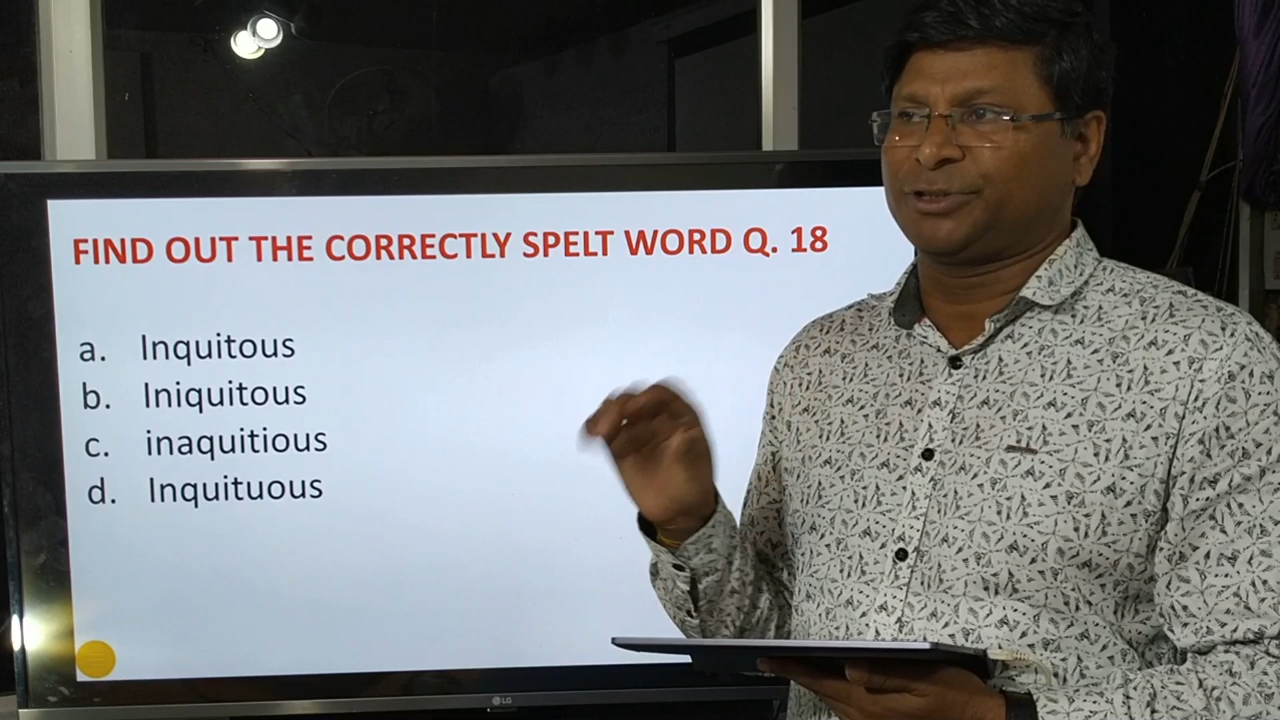 FIND OUT THE CORRECTLY SPELT WORD Q. 18
a. Inquitous
b. Iniquitous
c. inaquitious
d. Inquituous
LG